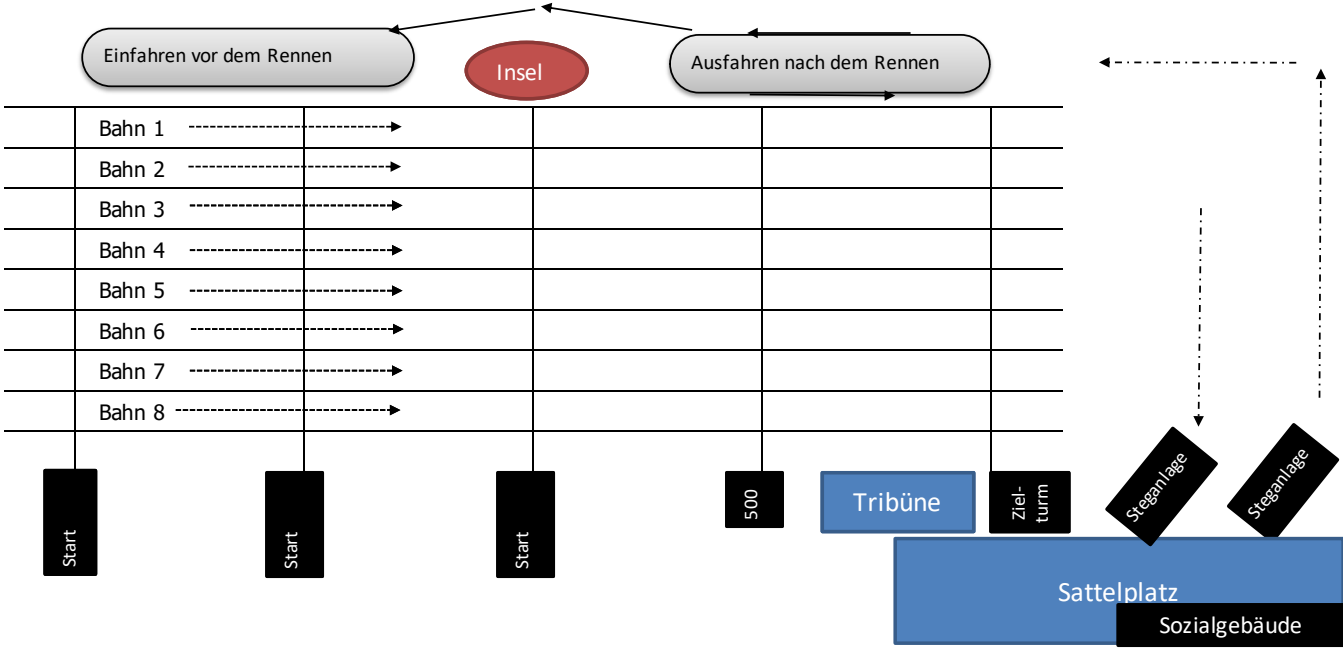 Einfahren vor dem Rennen
Insel
Ausfahren nach dem Rennen
Bahn 1
Bahn 2
Bahn 3
Bahn 4
Bahn 5
Bahn 6
Bahn 7
Bahn 8
Start
Start
Start
500
Tribüne
Ziel-
turm
Steganlage
Steganlage
Sattelplatz
Sozialgebäude